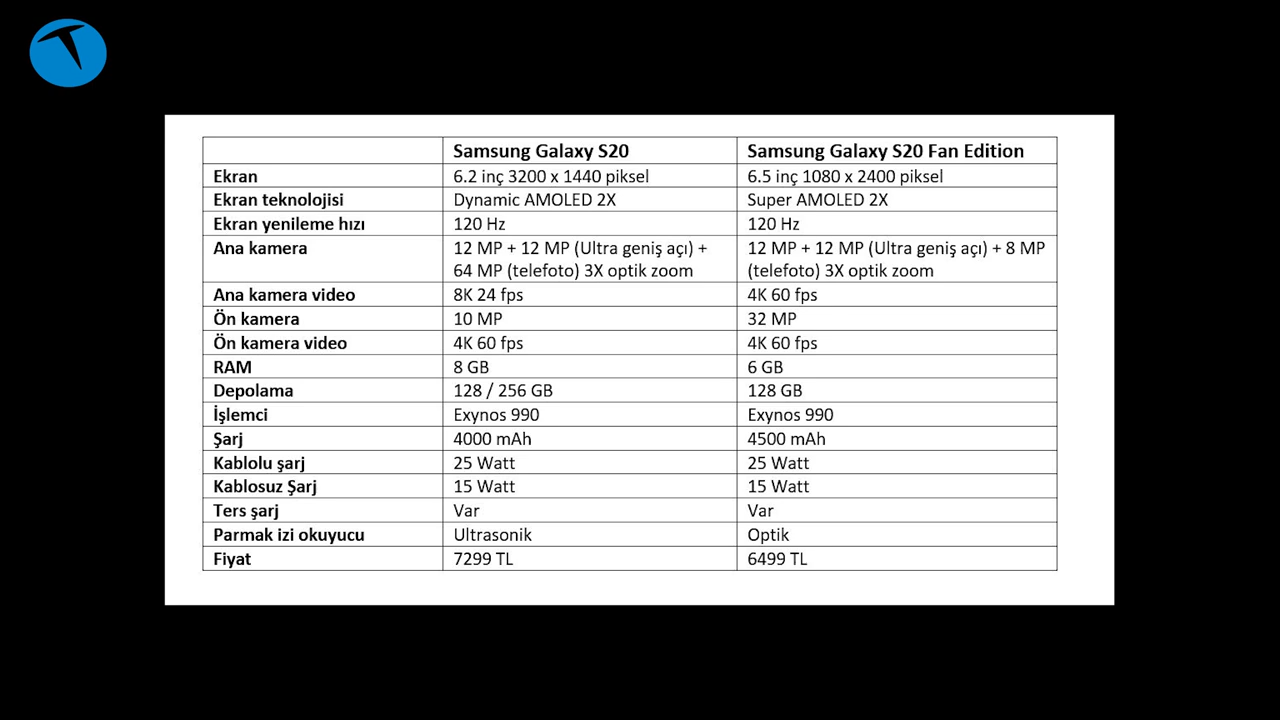 Samsung Galaxy S20 Samsung Galaxy S20 Fan Edition
Ekran 6.2 inç 3200 x 1440 piksel 6.5 inç 1080 x 2400 piksel
Ekran teknolojisi Dynamic AMOLED 2X Super AMOLED 2X
Ekran yenileme hızı 120 Hz 120 Hz
Ana kamera 12 MP + 12 MP (Ultra geniş açı) + 12 MP + 12 MP (Ultra geniş açı) + 8 MP
64 MP (telefoto) 3X optik zoom (telefoto) 3X optik zoom
Ana kamera video 8K 24 fps 4K 60 fps
Ön kamera 10 MP 32 MP
Ön kamera video 4K 60 fps 4K 60 fps
RAM 8 GB 6 GB
Depolama 128 / 256 GB 128 GB
İşlemci Exynos 990 Exynos 990
Şarj 4000 mAh 4500 mAh
Kablolu şarj 25 Watt 25 Watt
Kablosuz Şarj 15 Watt 15 Watt
Ters şarj Var Var
Parmak izi okuyucu Ultrasonik Optik
Fiyat 7299 TL 6499 TL